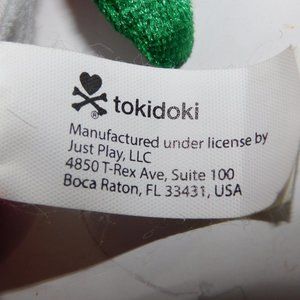 tokidoki
®
Manufactured under license by
Just Play, LLC
4850 T-Rex Ave, Suite 100
Boca Raton, FL 33431, USA